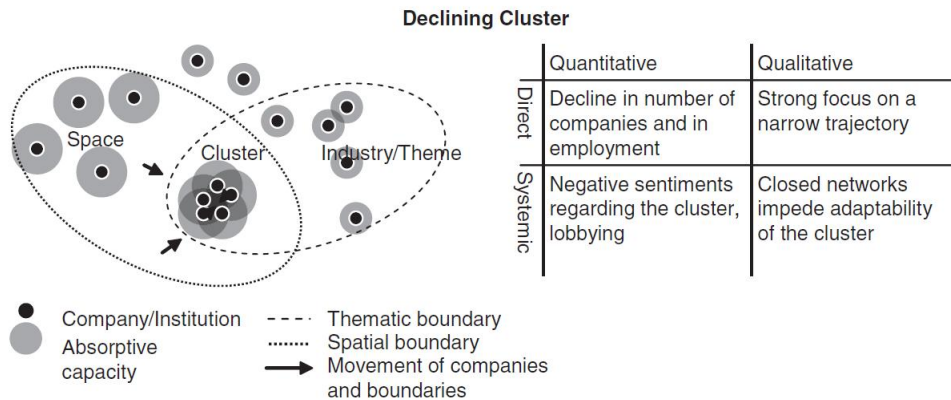 Declining Cluster
Space
Cluster
Industry/Theme
Quantitative
Qualitative
Direct
Decline in number of
companies and in
employment
Strong focus on a
narrow trajectory
Systemic
Negative sentiments
regarding the cluster,
lobbying
Closed networks
impede adaptability
of the cluster
Company/Institution
Absorptive
capacity
Thematic boundary
Spatial boundary
Movement of companies
and boundaries